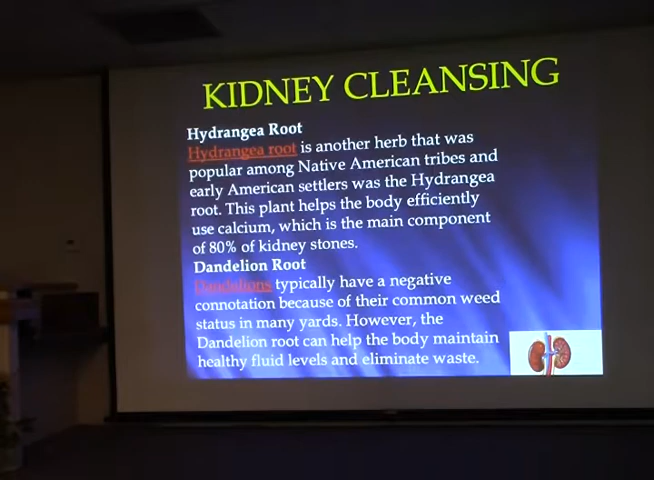 KIDNEY CLEANSING
Hydrangea Root
Hydrangea root is another herb that was
popular among Native American tribes and
early American settlers was the Hydrangea
root. This plant helps the body efficiently
use calcium, which is the main component
of 80% of kidney stones.
Dandelion Root
Dandelions typically have a negative
connotation because of their common weed
status in many yards. However, the
Dandelion root can help the body maintain
healthy fluid levels and eliminate waste.